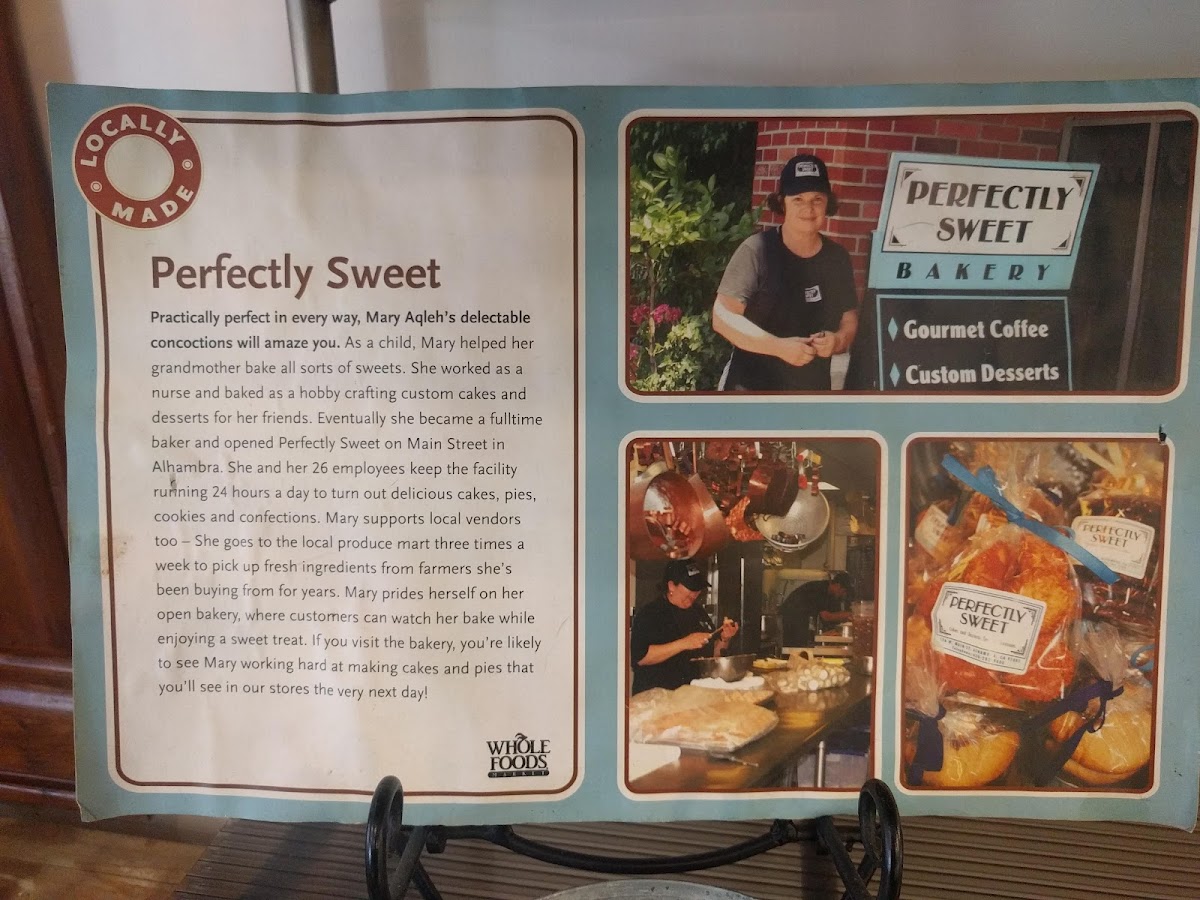 LOCALLY
MADE
Perfectly Sweet
Practically perfect in every way, Mary Aqleh's delectable
concoctions will amaze you. As a child, Mary helped her
grandmother bake all sorts of sweets. She worked as a
nurse and baked as a hobby crafting custom cakes and
desserts for her friends. Eventually she became a fulltime
baker and opened Perfectly Sweet on Main Street in
Alhambra. She and her 26 employees keep the facility
running 24 hours a day to turn out delicious cakes, pies,
cookies and confections. Mary supports local vendors
too – She goes to the local produce mart three times a
week to pick up fresh ingredients from farmers she's
been buying from for years. Mary prides herself on her
open bakery, where customers can watch her bake while
enjoying a sweet treat. If you visit the bakery, you're likely
to see Mary working hard at making cakes and pies that
you'll see in our stores the very next day!
WHOLE
FOODS
MARKET
PERFECTLY
SWEET
BAKERY
Gourmet Coffee
Custom Desserts
PERFECTLY
SWEET
PERFECTLY
SWEET